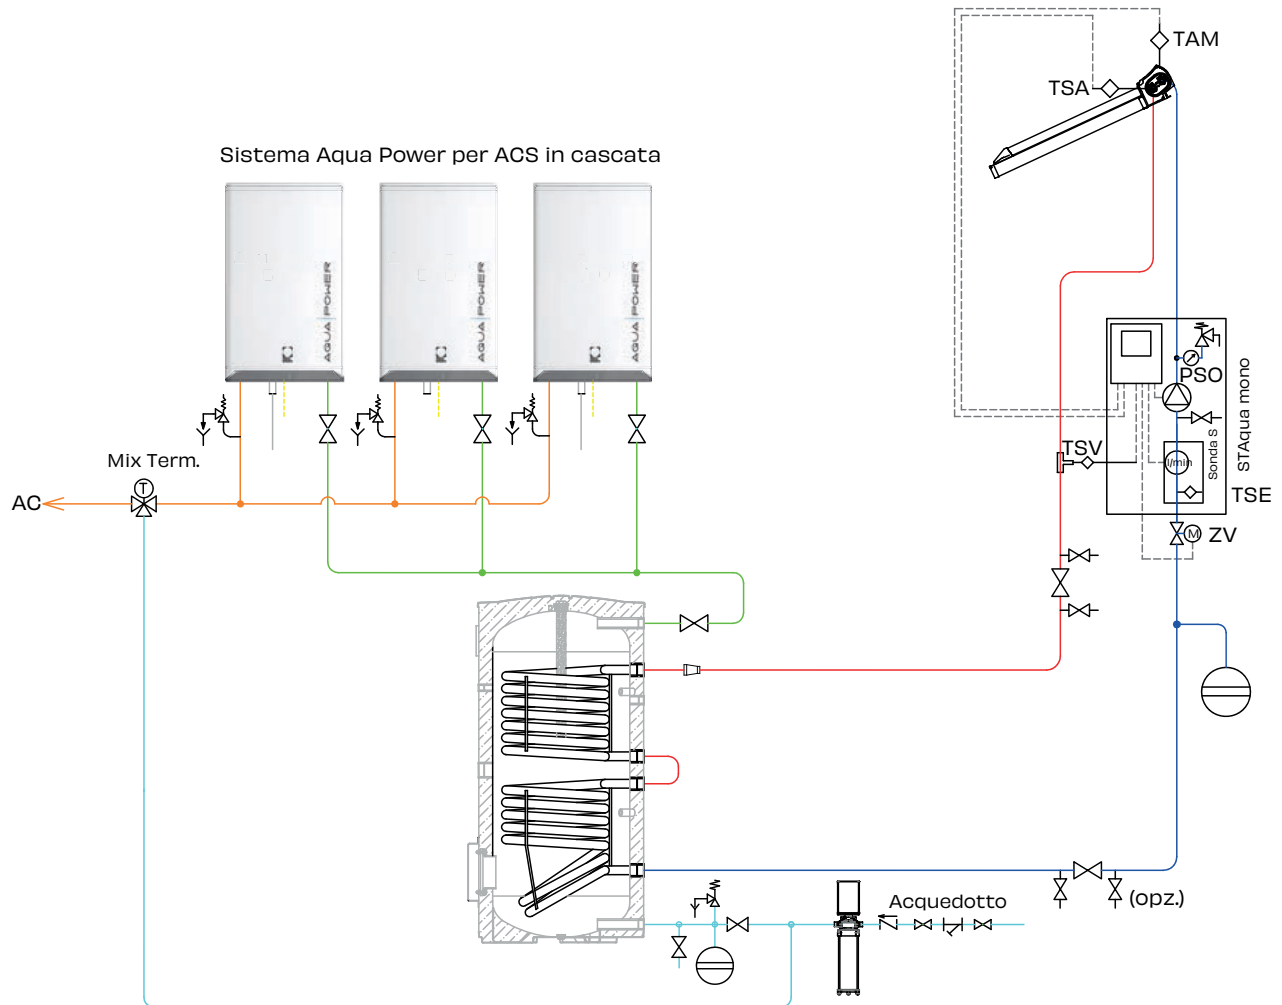 TAM
TSA
Sistema Aqua Power per ACS in cascata
AQUA POWER
AQUA POWER
AQUA POWER
PSO
STAqua mono
Sonda S
TSV
l/min
TSE
Mix Term.
T
AC
M
ZV
Acquedotto
(opz.)